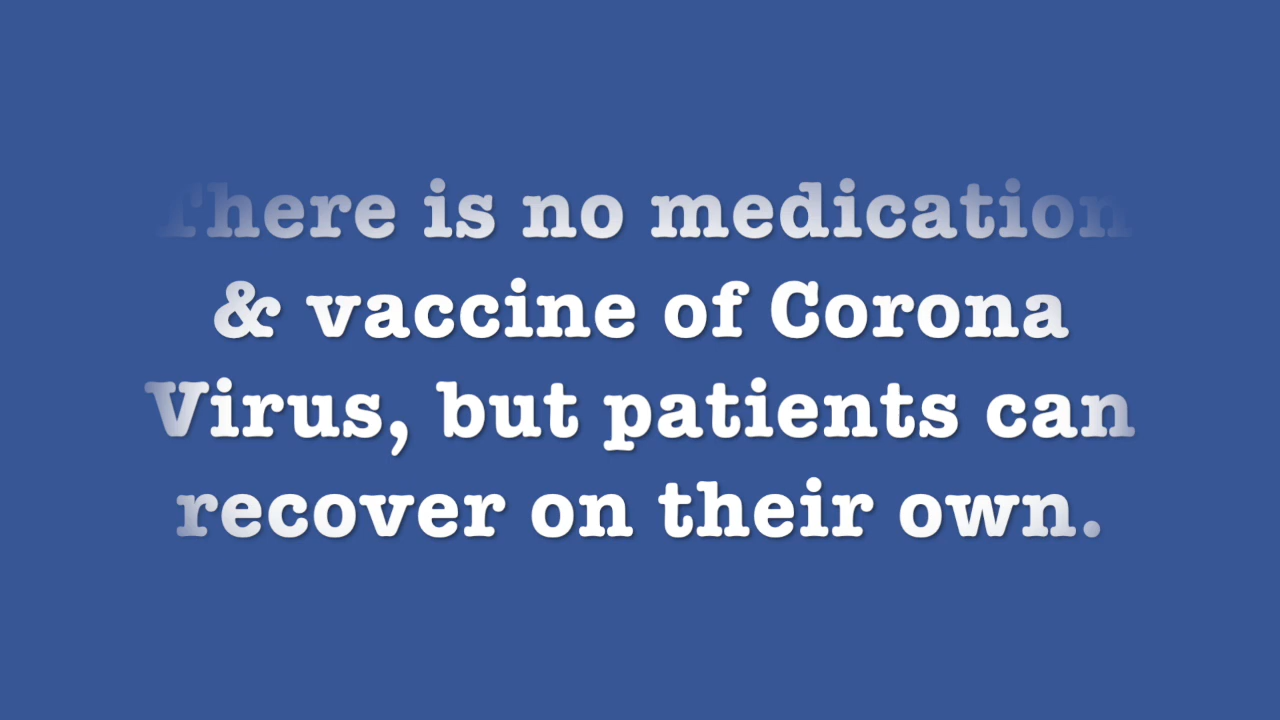 There is no medication
& vaccine of Corona
Virus, but patients can
recover on their own.